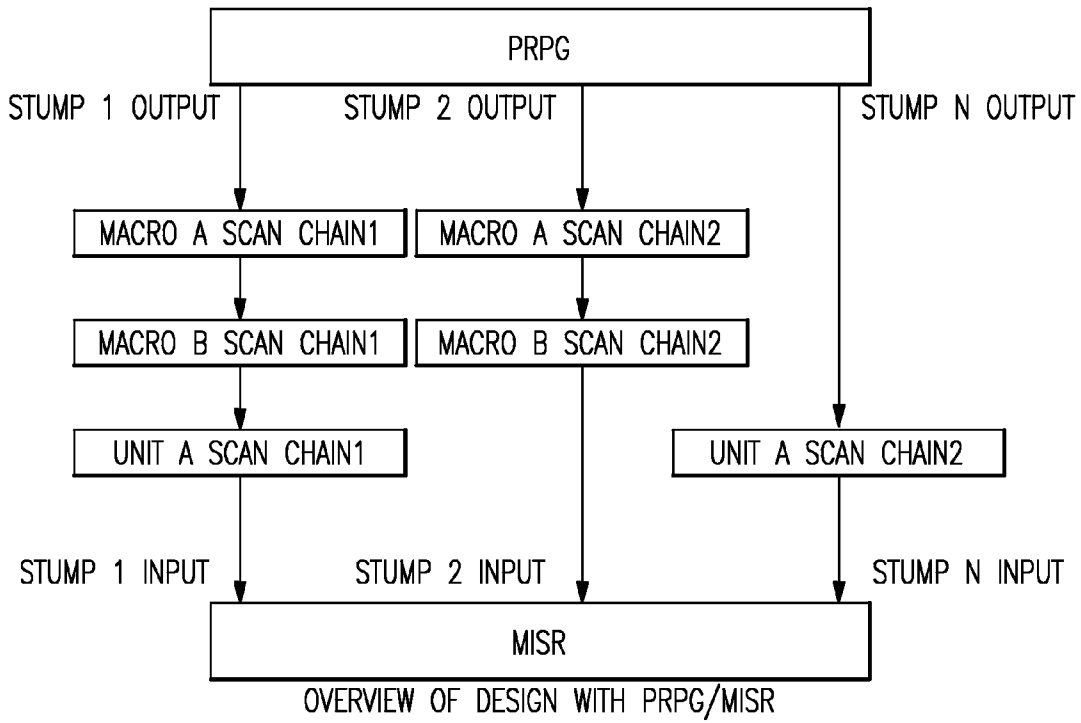 PRPG
STUMP 1 OUTPUT
STUMP 2 OUTPUT
STUMP N OUTPUT
MACRO A SCAN CHAIN1
MACRO A SCAN CHAIN2
MACRO B SCAN CHAIN1
MACRO B SCAN CHAIN2
UNIT A SCAN CHAIN1
UNIT A SCAN CHAIN2
STUMP 1 INPUT
STUMP 2 INPUT
STUMP N INPUT
MISR
OVERVIEW OF DESIGN WITH PRPG/MISR